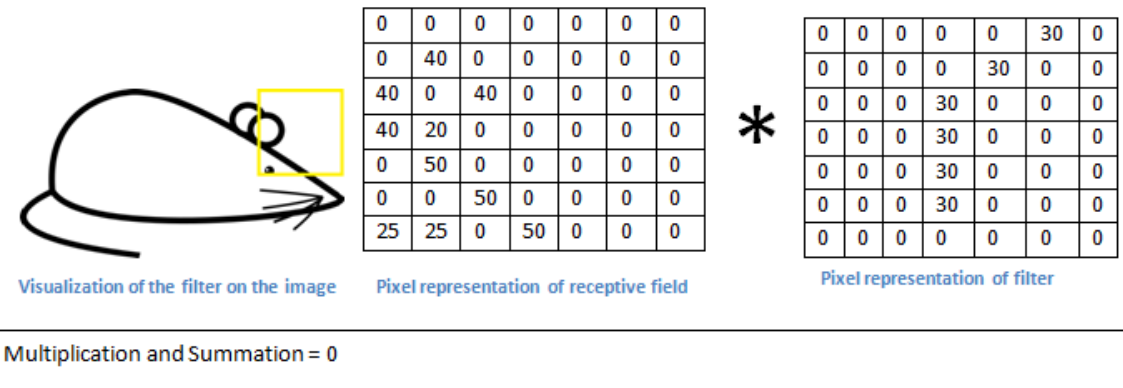 0 0 0 0 0 0 0
0 40 0 0 0 0 0
40 0 40 0 0 0 0
40 20 0 0 0 0 0
0 50 0 0 0 0 0
0 0 50 0 0 0 0
25 25 0 50 0 0 0
*
0 0 0 0 0 30 0
0 0 0 0 30 0 0
0 0 0 30 0 0 0
0 0 0 30 0 0 0
0 0 0 30 0 0 0
0 0 0 30 0 0 0
0 0 0 0 0 0 0
Visualization of the filter on the image
Pixel representation of receptive field
Pixel representation of filter
Multiplication and Summation = 0